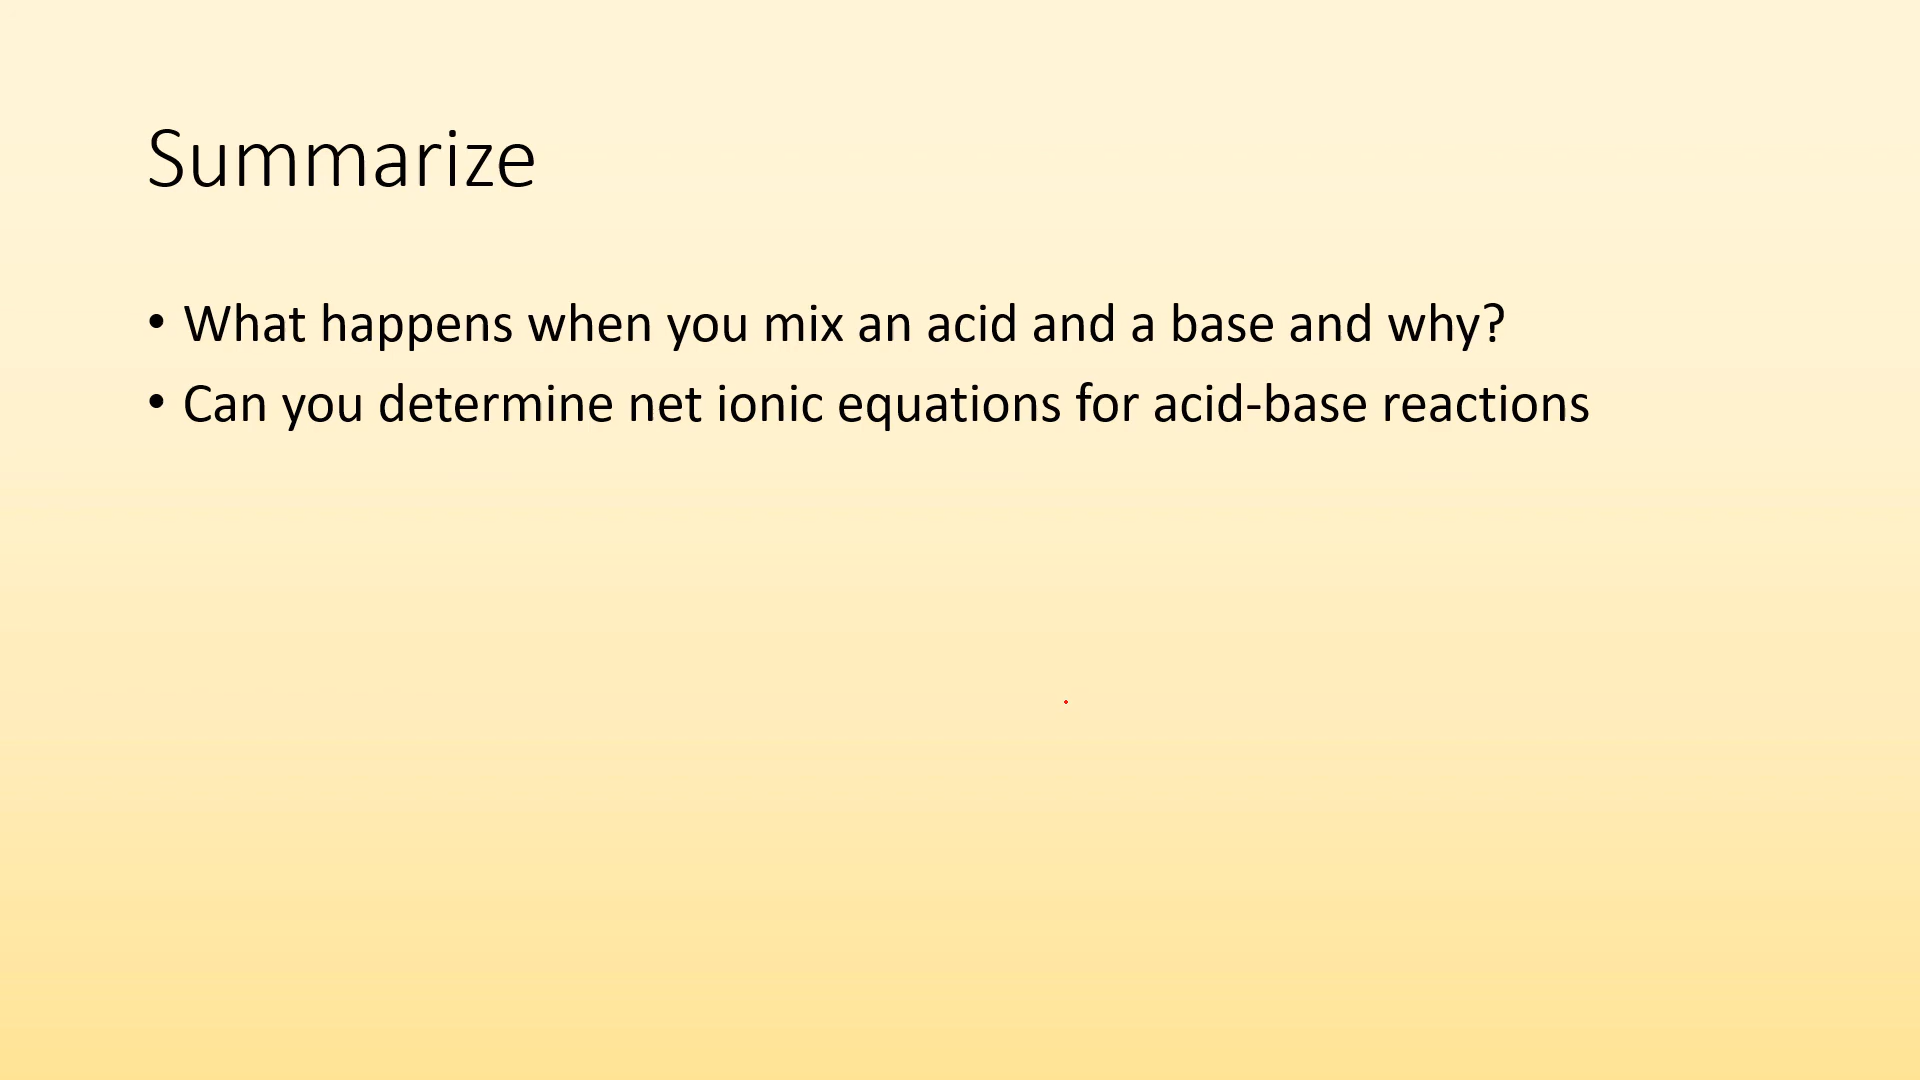 Summarize
• What happens when you mix an acid and a base and why?
• Can you determine net ionic equations for acid-base reactions